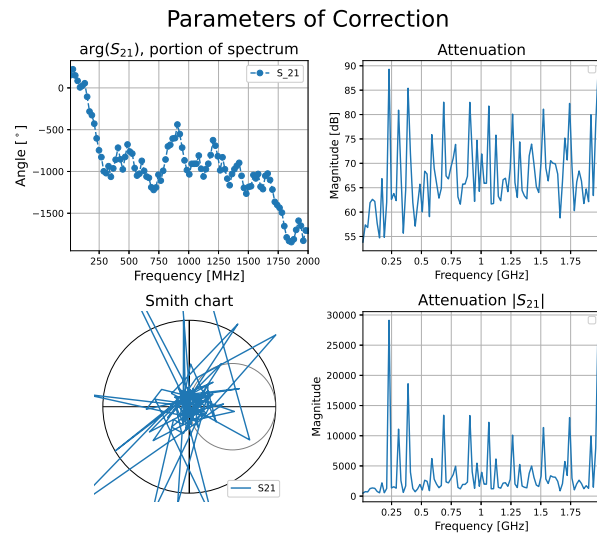 Parameters of Correction
arg(S₂₁), portion of spectrum
S_21
0
−500
−1000
−1500
Angle [°]
250 500 750 1000 1250 1500 1750 2000
Frequency [MHz]
Attenuation
90
85
80
75
70
65
60
55
Magnitude [dB]
0.25 0.5 0.75 1 1.25 1.5 1.75
Frequency [GHz]
Smith chart
S21
Attenuation |S₂₁|
30000
25000
20000
15000
10000
5000
0
Magnitude
0.25 0.5 0.75 1 1.25 1.5 1.75
Frequency [GHz]